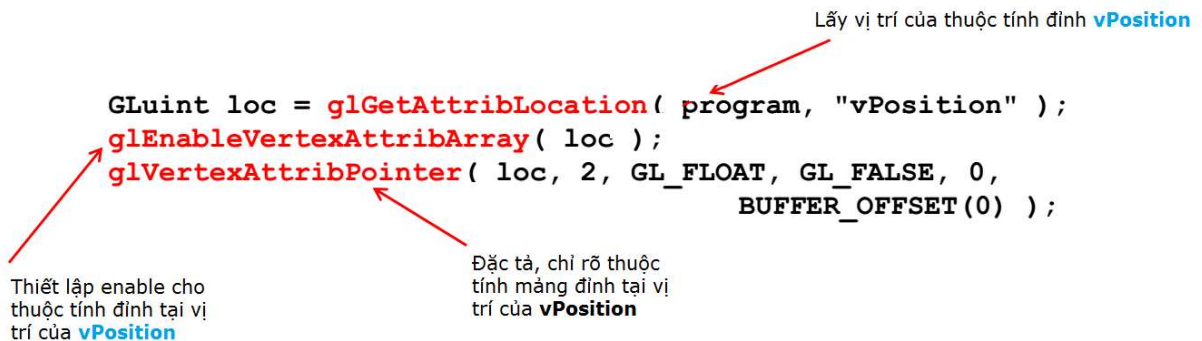 Lấy vị trí của thuộc tính đỉnh vPosition
GLuint loc = glGetAttribLocation( program, "vPosition" );
glEnableVertexAttribArray( loc );
glVertexAttribPointer( loc, 2, GL_FLOAT, GL_FALSE, 0,
BUFFER_OFFSET(0) );
Thiết lập enable cho
thuộc tính đỉnh tại vị
trí của vPosition
Đặc tả, chỉ rõ thuộc
tính mảng đỉnh tại vị
trí của vPosition